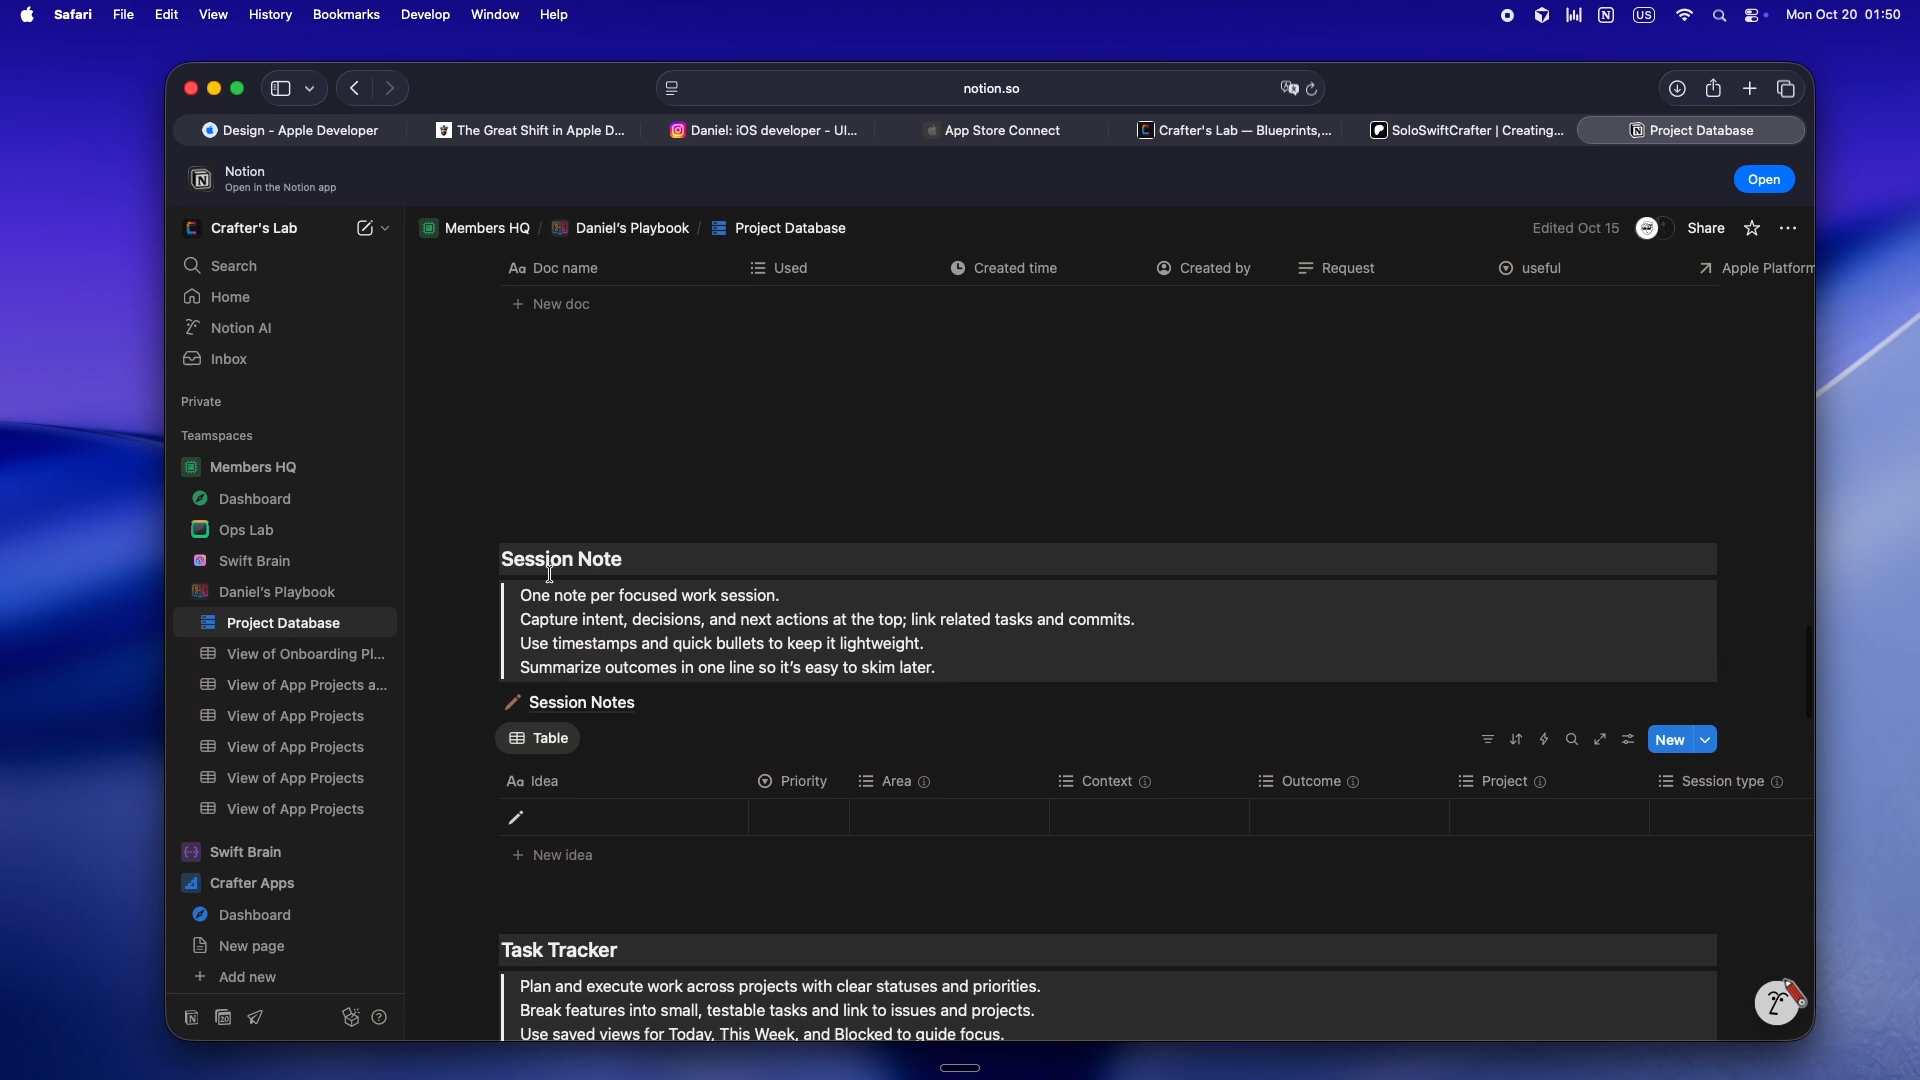 Safari File Edit View History Bookmarks Develop Window Help
US Mon Oct 20 01:50
notion.so
Design - Apple Developer
The Great Shift in Apple D...
Daniel: iOS developer - UI...
App Store Connect
Crafter's Lab — Blueprints,...
SoloSwiftCrafter | Creating...
Project Database
Notion
Open in the Notion app
Open
Crafter's Lab
Search
Home
Notion AI
Inbox
Private
Teamspaces
Members HQ
Dashboard
Ops Lab
Swift Brain
Daniel's Playbook
Project Database
View of Onboarding Pl...
View of App Projects a...
View of App Projects
View of App Projects
View of App Projects
View of App Projects
Swift Brain
Crafter Apps
Dashboard
New page
+ Add new
Members HQ / Daniel's Playbook / Project Database
Edited Oct 15 Share
Aa Doc name Used Created time Created by Request useful Apple Platform
+ New doc
Session Note
One note per focused work session.
Capture intent, decisions, and next actions at the top; link related tasks and commits.
Use timestamps and quick bullets to keep it lightweight.
Summarize outcomes in one line so it's easy to skim later.
Session Notes
Table
New
Aa Idea Priority Area Context Outcome Project Session type
+ New idea
Task Tracker
Plan and execute work across projects with clear statuses and priorities.
Break features into small, testable tasks and link to issues and projects.
Use saved views for Today, This Week, and Blocked to guide focus.